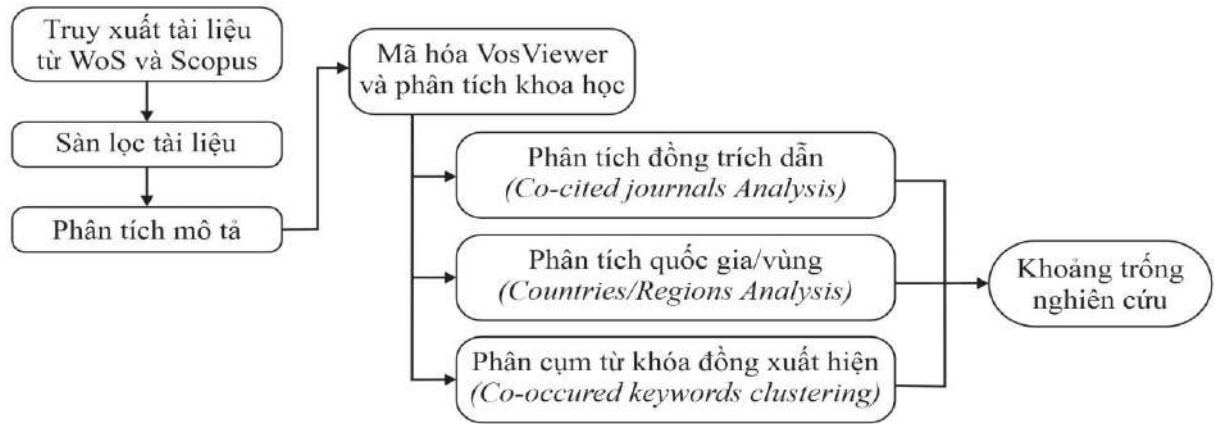 Truy xuất tài liệu
từ WoS và Scopus
Sàn lọc tài liệu
Phân tích mô tả
Mã hóa VosViewer
và phân tích khoa học
Phân tích đồng trích dẫn
(Co-cited journals Analysis)
Phân tích quốc gia/vùng
(Countries/Regions Analysis)
Phân cụm từ khóa đồng xuất hiện
(Co-occured keywords clustering)
Khoảng trống
nghiên cứu